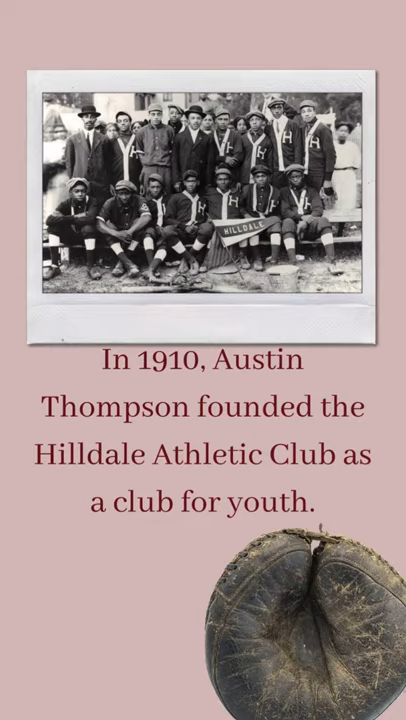 H
H
H
H
H
H
H
HILLDALE
In 1910, Austin
Thompson founded the
Hilldale Athletic Club as
a club for youth.